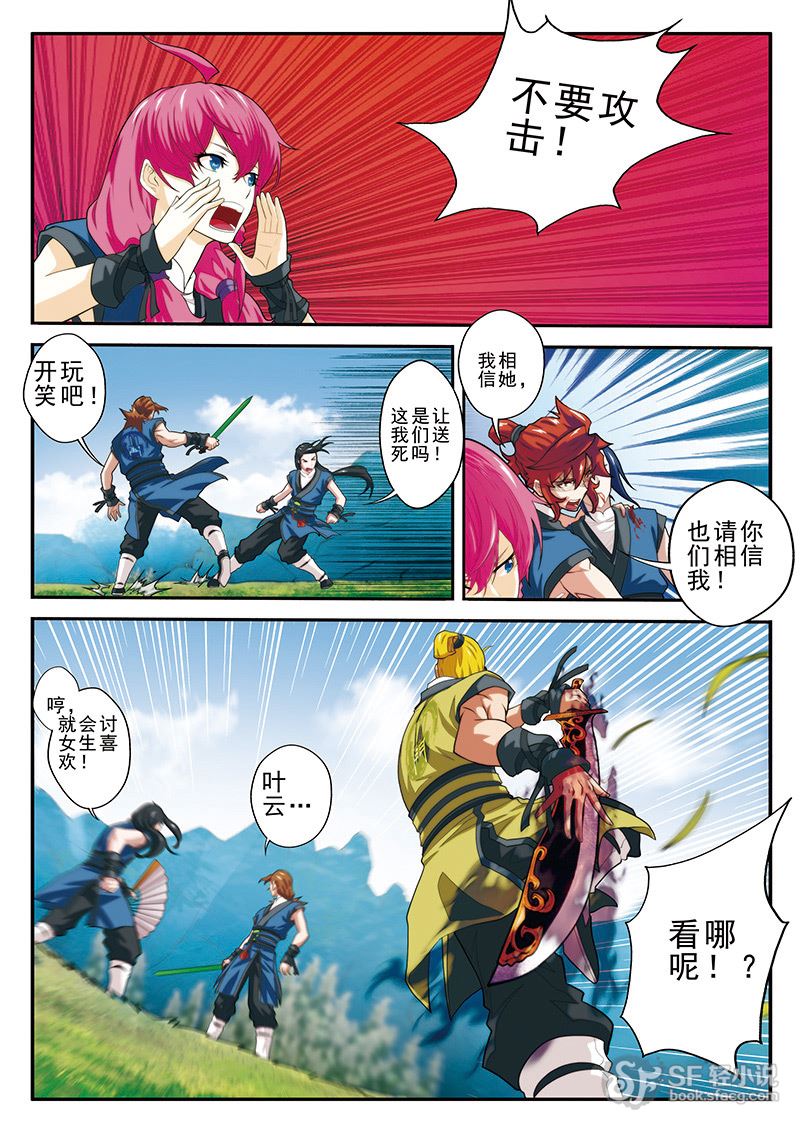 不要攻
击！
开玩
笑吧！
这是让
我们送
死吗！
我相
信她，
也请你
们相信
我！
哼，
就会讨
女生喜
欢！
叶
云…
看哪
呢！？
SF 轻小说
book.sfacg.com